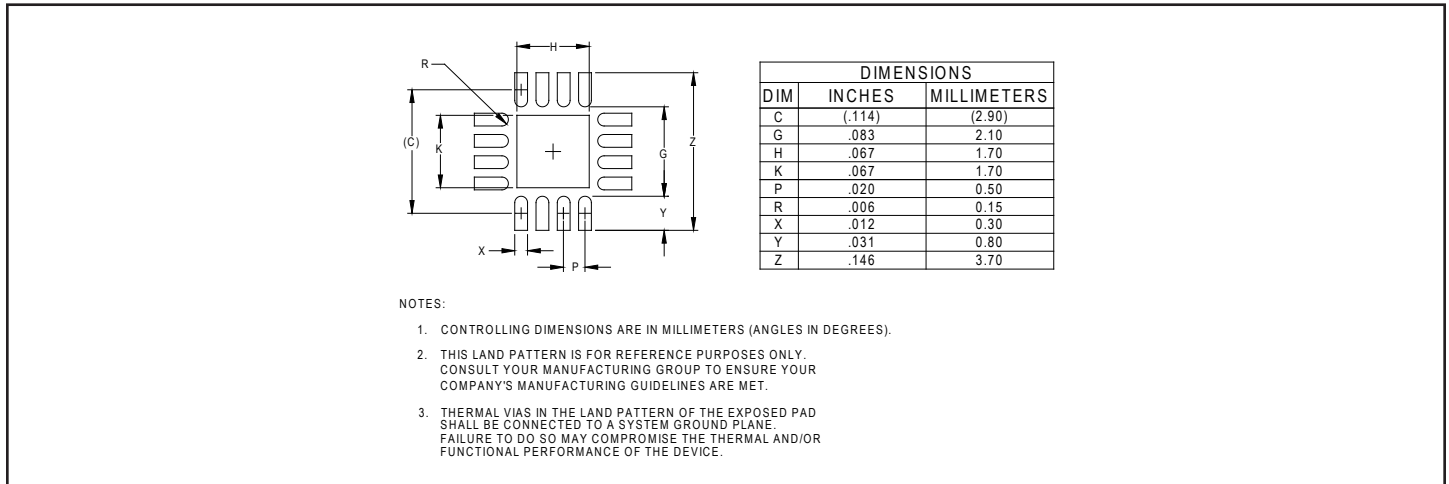 H
R
(C)
K
G
Z
Y
X
P
DIMENSIONS
DIM INCHES MILLIMETERS
C (.114) (2.90)
G .083 2.10
H .067 1.70
K .067 1.70
P .020 0.50
R .006 0.15
X .012 0.30
Y .031 0.80
Z .146 3.70
NOTES:
1. CONTROLLING DIMENSIONS ARE IN MILLIMETERS (ANGLES IN DEGREES).
2. THIS LAND PATTERN IS FOR REFERENCE PURPOSES ONLY.
CONSULT YOUR MANUFACTURING GROUP TO ENSURE YOUR
COMPANY'S MANUFACTURING GUIDELINES ARE MET.
3. THERMAL VIAS IN THE LAND PATTERN OF THE EXPOSED PAD
SHALL BE CONNECTED TO A SYSTEM GROUND PLANE.
FAILURE TO DO SO MAY COMPROMISE THE THERMAL AND/OR
FUNCTIONAL PERFORMANCE OF THE DEVICE.